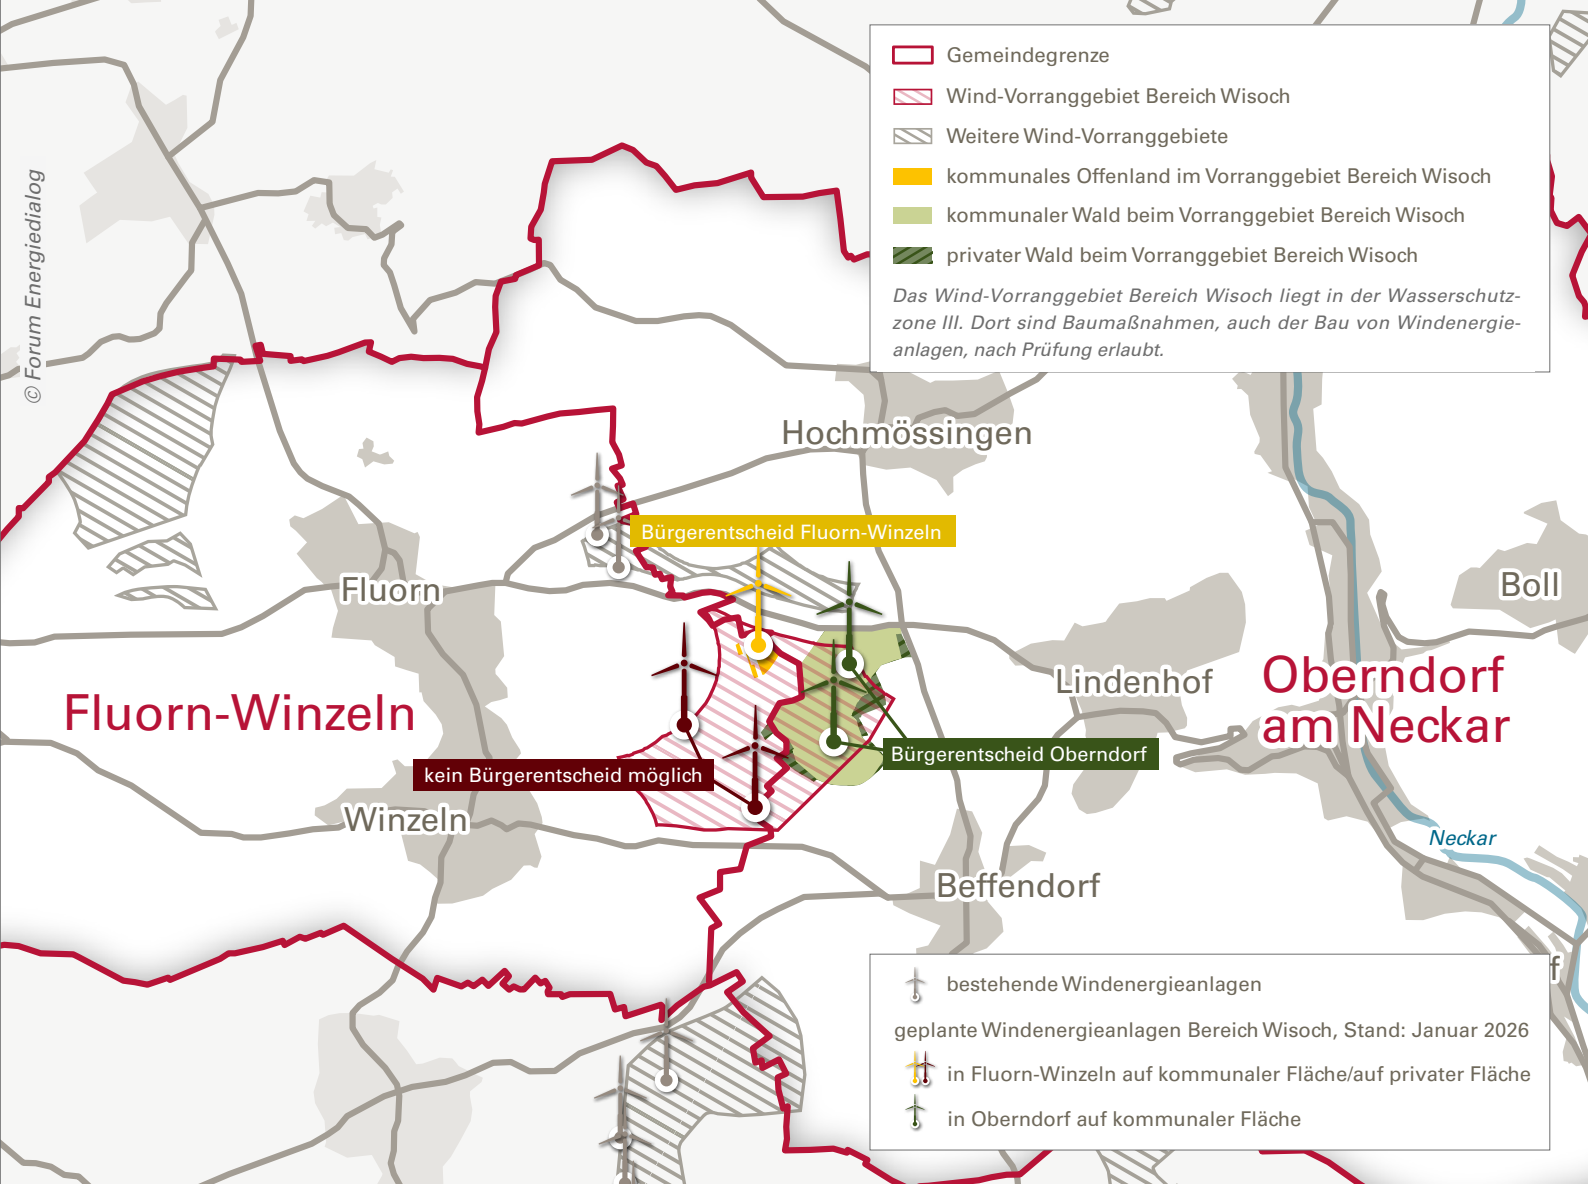 Gemeindegrenze
Wind-Vorranggebiet Bereich Wisoch
Weitere Wind-Vorranggebiete
kommunales Offenland im Vorranggebiet Bereich Wisoch
kommunaler Wald beim Vorranggebiet Bereich Wisoch
privater Wald beim Vorranggebiet Bereich Wisoch
Das Wind-Vorranggebiet Bereich Wisoch liegt in der Wasserschutz-
zone III. Dort sind Baumaßnahmen, auch der Bau von Windenergie-
anlagen, nach Prüfung erlaubt.
© Forum Energiedialog
Hochmössingen
Bürgerentscheid Fluorn-Winzeln
Fluorn
Boll
Lindenhof
Oberndorf
am Neckar
Fluorn-Winzeln
Bürgerentscheid Oberndorf
kein Bürgerentscheid möglich
Winzeln
Neckar
Beffendorf
f
bestehende Windenergieanlagen
geplante Windenergieanlagen Bereich Wisoch, Stand: Januar 2026
in Fluorn-Winzeln auf kommunaler Fläche/auf privater Fläche
in Oberndorf auf kommunaler Fläche